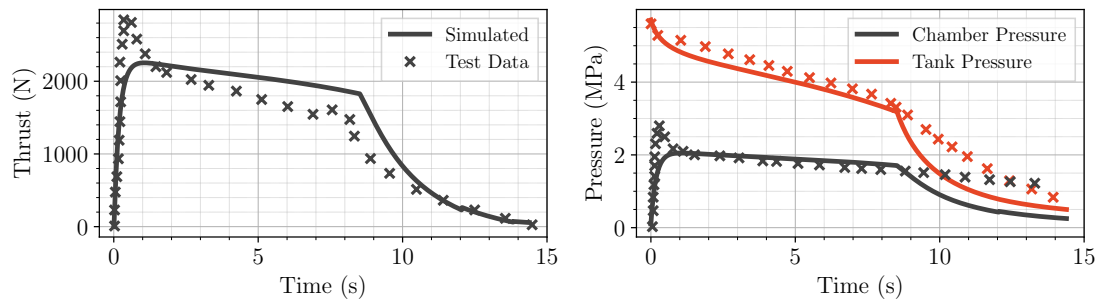 Thrust (N)
2000
1000
0
0
5
10
15
Time (s)
Simulated
Test Data
Pressure (MPa)
4
2
0
0
5
10
15
Time (s)
Chamber Pressure
Tank Pressure